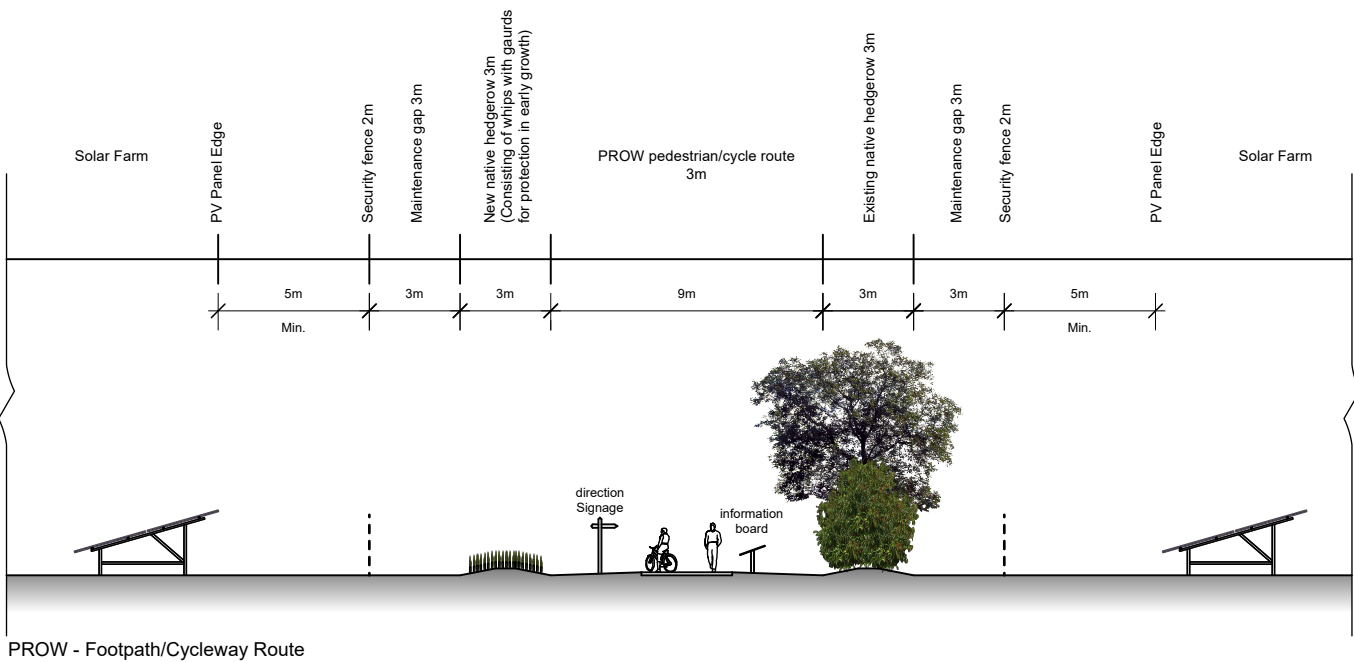 Solar Farm
PV Panel Edge
Security fence 2m
Maintenance gap 3m
New native hedgerow 3m
(Consisting of whips with gaurds
for protection in early growth)
PROW pedestrian/cycle route
3m
Existing native hedgerow 3m
Maintenance gap 3m
Security fence 2m
PV Panel Edge
Solar Farm
5m
Min.
3m
3m
9m
3m
3m
5m
Min.
direction
Signage
information
board
PROW - Footpath/Cycleway Route